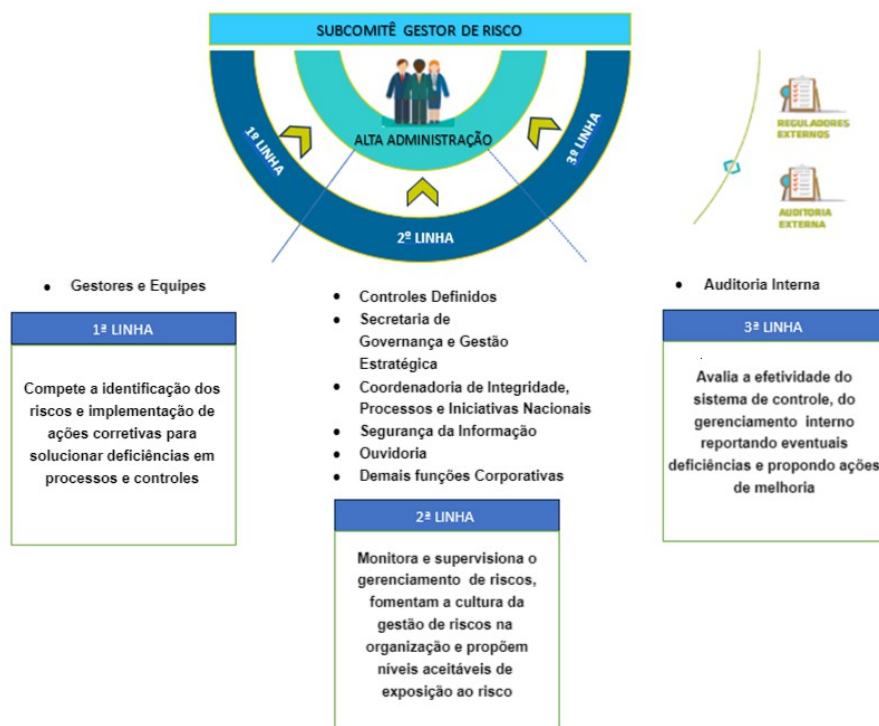 SUBCOMITÊ GESTOR DE RISCO
ALTA ADMINISTRAÇÃO
1º LINHA
2º LINHA
3º LINHA
REGULADORES
EXTERNOS
AUDITORIA
EXTERNA
• Gestores e Equipes
1ª LINHA
Compete a identificação dos
riscos e implementação de
ações corretivas para
solucionar deficiências em
processos e controles
• Controles Definidos
• Secretaria de
Governança e Gestão
Estratégica
• Coordenadoria de Integridade,
Processos e Iniciativas Nacionais
• Segurança da Informação
• Ouvidoria
• Demais funções Corporativas
2ª LINHA
Monitora e supervisiona o
gerenciamento de riscos,
fomentam a cultura da
gestão de riscos na
organização e propõem
níveis aceitáveis de
exposição ao risco
• Auditoria Interna
3ª LINHA
.
Avalia a efetividade do
sistema de controle, do
gerenciamento interno
reportando eventuais
deficiências e propondo ações
de melhoria